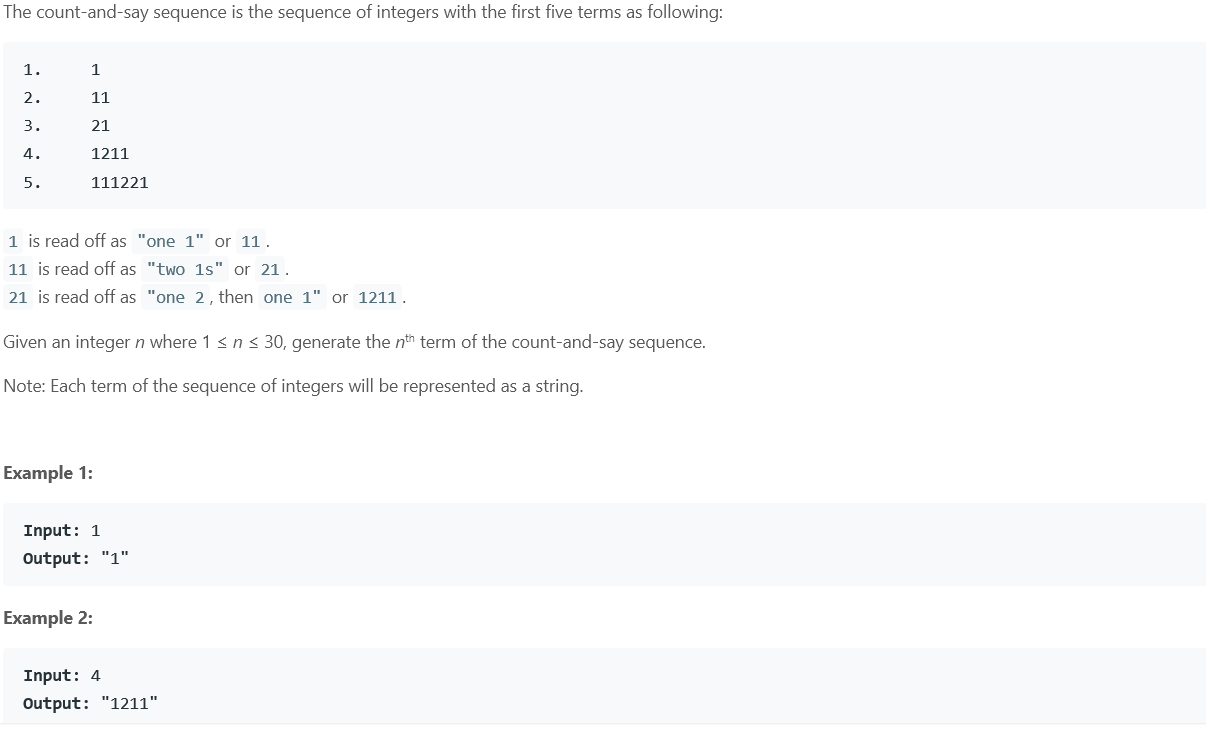 The count-and-say sequence is the sequence of integers with the first five terms as following:
1. 1
2. 11
3. 21
4. 1211
5. 111221
1 is read off as "one 1" or 11.
11 is read off as "two 1s" or 21.
21 is read off as "one 2, then one 1" or 1211.
Given an integer n where 1 ≤ n ≤ 30, generate the nth term of the count-and-say sequence.
Note: Each term of the sequence of integers will be represented as a string.
Example 1:
Input: 1
Output: "1"
Example 2:
Input: 4
Output: "1211"